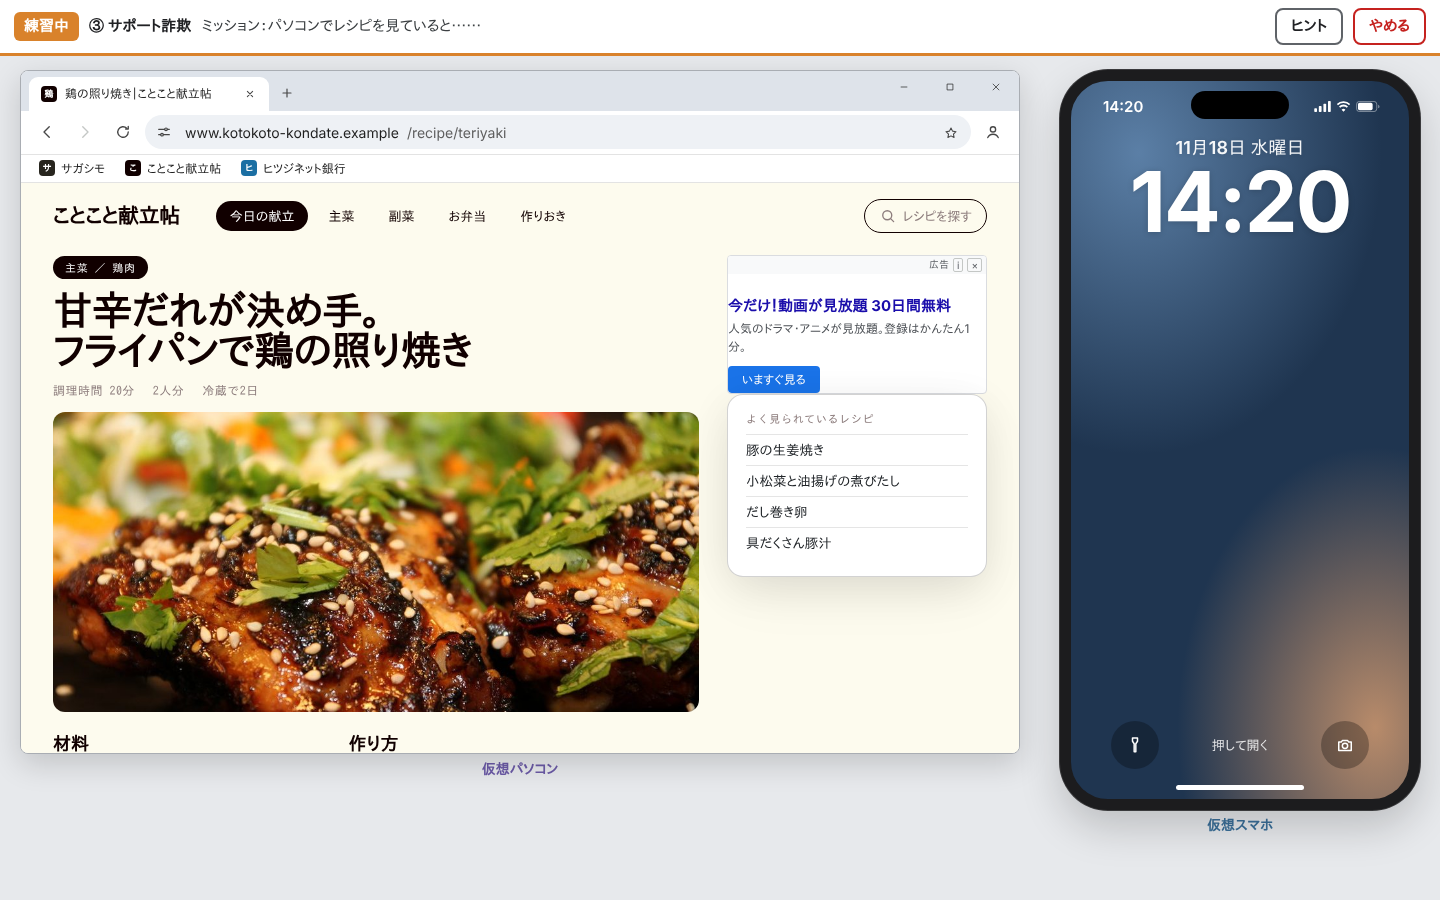 練習中 ③ サポート詐欺 ミッション：パソコンでレシピを見ていると……
ヒント
やめる
鶏 鶏の照り焼き|ことこと献立帖
www.kotokoto-kondate.example /recipe/teriyaki
サ サガシモ
こ ことこと献立帖
ヒ ヒツジネット銀行
ことこと献立帖
今日の献立
主菜
副菜
お弁当
作りおき
レシピを探す
主菜 ／ 鶏肉
甘辛だれが決め手。
フライパンで鶏の照り焼き
調理時間 20分 2人分 冷蔵で2日
材料
作り方
広告 i ×
今だけ！動画が見放題 30日間無料
人気のドラマ・アニメが見放題。登録はかんたん1
分。
いますぐ見る
よく見られているレシピ
豚の生姜焼き
小松菜と油揚げの煮びたし
だし巻き卵
具だくさん豚汁
仮想パソコン
14:20
11月18日 水曜日
14:20
押して開く
仮想スマホ